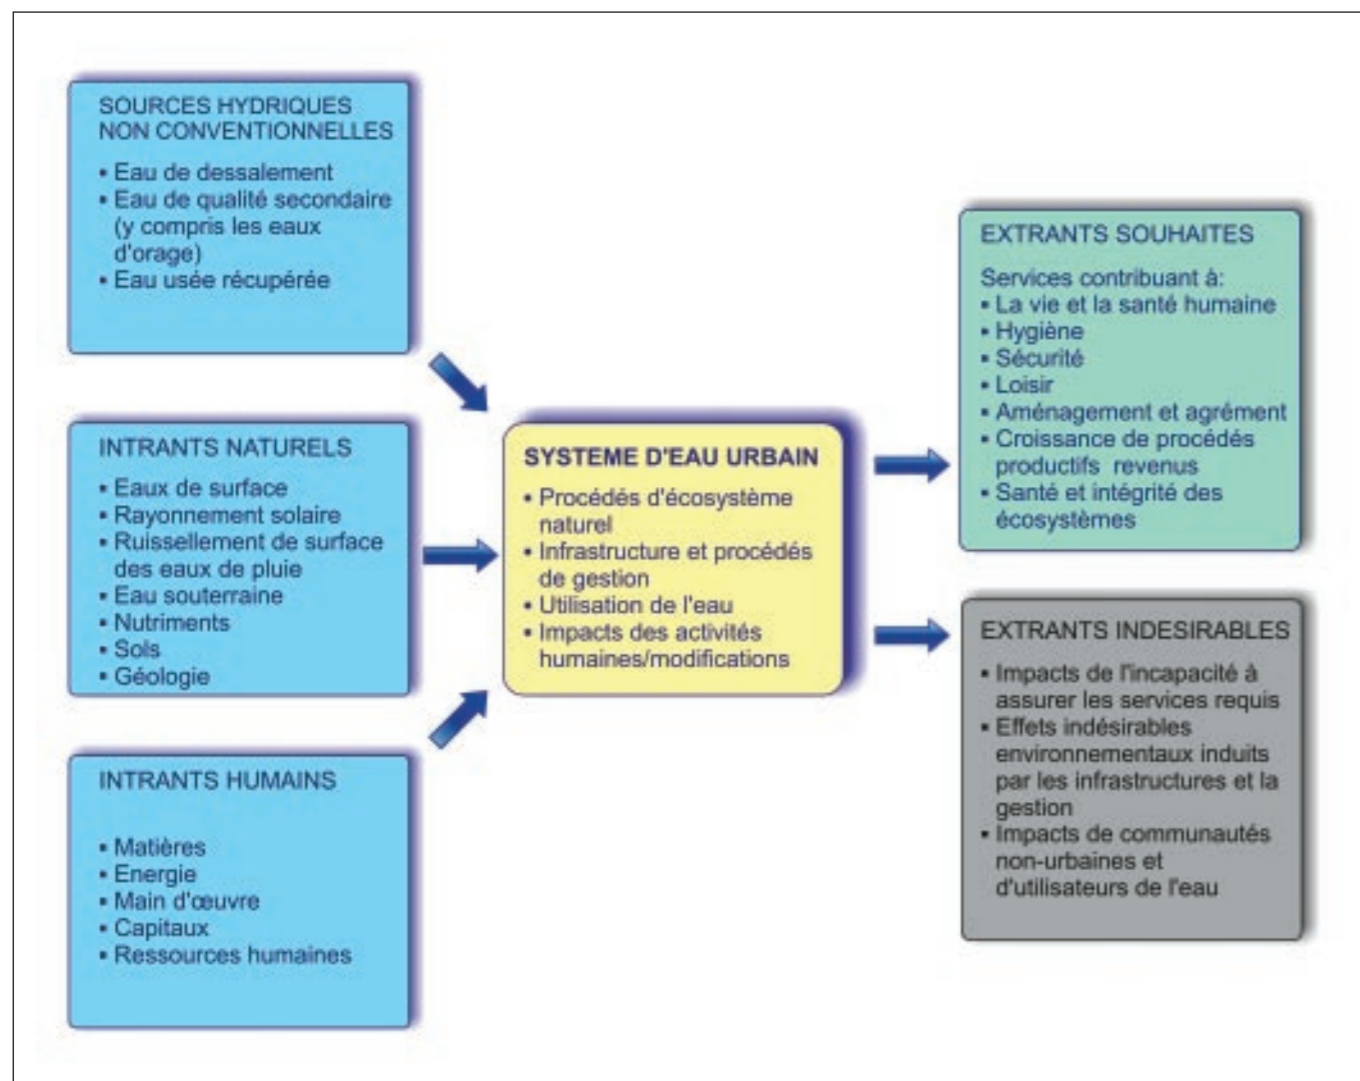 SOURCES HYDRIQUES
NON CONVENTIONNELLES
▪ Eau de dessalement
▪ Eau de qualité secondaire
(y compris les eaux
d'orage)
▪ Eau usée récupérée
INTRANTS NATURELS
▪ Eaux de surface
▪ Rayonnement solaire
▪ Ruissellement de surface
des eaux de pluie
▪ Eau souterraine
▪ Nutriments
▪ Sols
▪ Géologie
INTRANTS HUMAINS
▪ Matières
▪ Energie
▪ Main d'œuvre
▪ Capitaux
▪ Ressources humaines
SYSTEME D'EAU URBAIN
▪ Procédés d'écosystème
naturel
▪ Infrastructure et procédés
de gestion
▪ Utilisation de l'eau
▪ Impacts des activités
humaines/modifications
EXTRANTS SOUHAITES
Services contribuant à:
▪ La vie et la santé humaine
▪ Hygiène
▪ Sécurité
▪ Loisir
▪ Aménagement et agrément
▪ Croissance de procédés
productifs revenus
▪ Santé et intégrité des
écosystèmes
EXTRANTS INDESIRABLES
▪ Impacts de l'incapacité à
assurer les services requis
▪ Effets indésirables
environnementaux induits
par les infrastructures et la
gestion
▪ Impacts de communautés
non-urbaines et
d'utilisateurs de l'eau